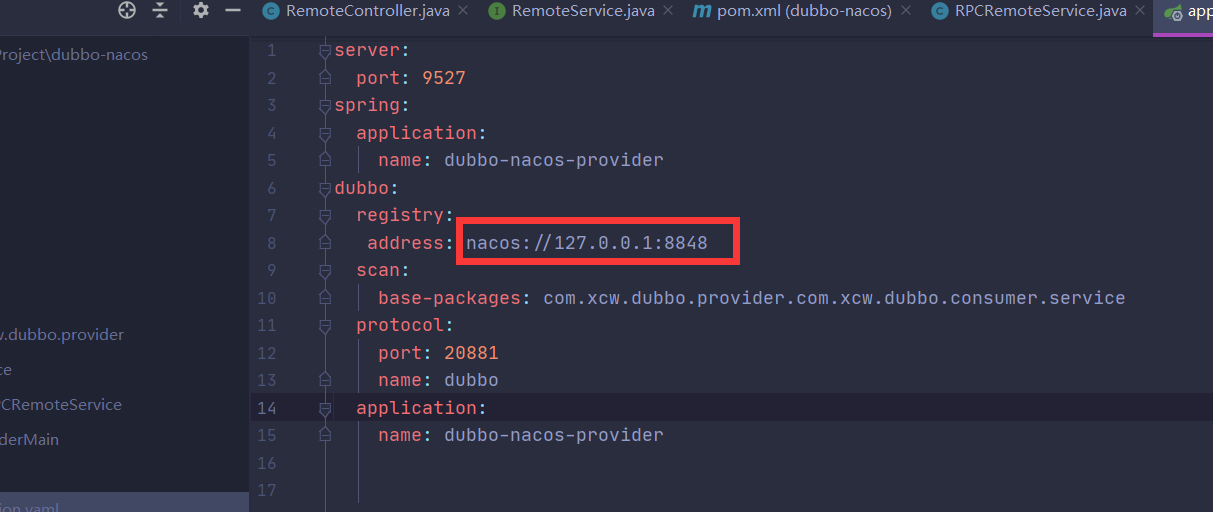 RemoteController.java RemoteService.java pom.xml (dubbo-nacos) RPCRemoteService.java app
Project\dubbo-nacos
1 server:
2 port: 9527
3 spring:
4 application:
5 name: dubbo-nacos-provider
6 dubbo:
7 registry:
8 address: nacos://127.0.0.1:8848
9 scan:
10 base-packages: com.xcw.dubbo.provider.com.xcw.dubbo.consumer.service
11 protocol:
w.dubbo.provider
12 port: 20881
ce
13 name: dubbo
14 application:
PCRemoteService
15 name: dubbo-nacos-provider
derMain
16
17
ion.yaml